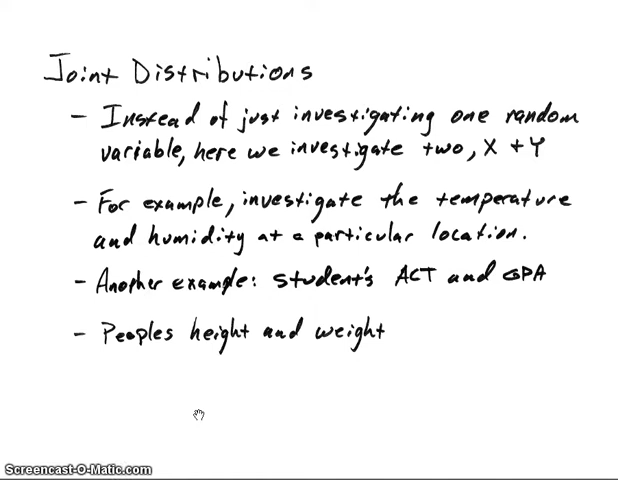 Joint Distributions
- Instead of just investigating one random
variable, here we investigate two, X + Y
- For example, investigate the temperature
and humidity at a particular location.
- Another example: student's ACT and GPA
- Peoples height and weight
Screencast-O-Matic.com